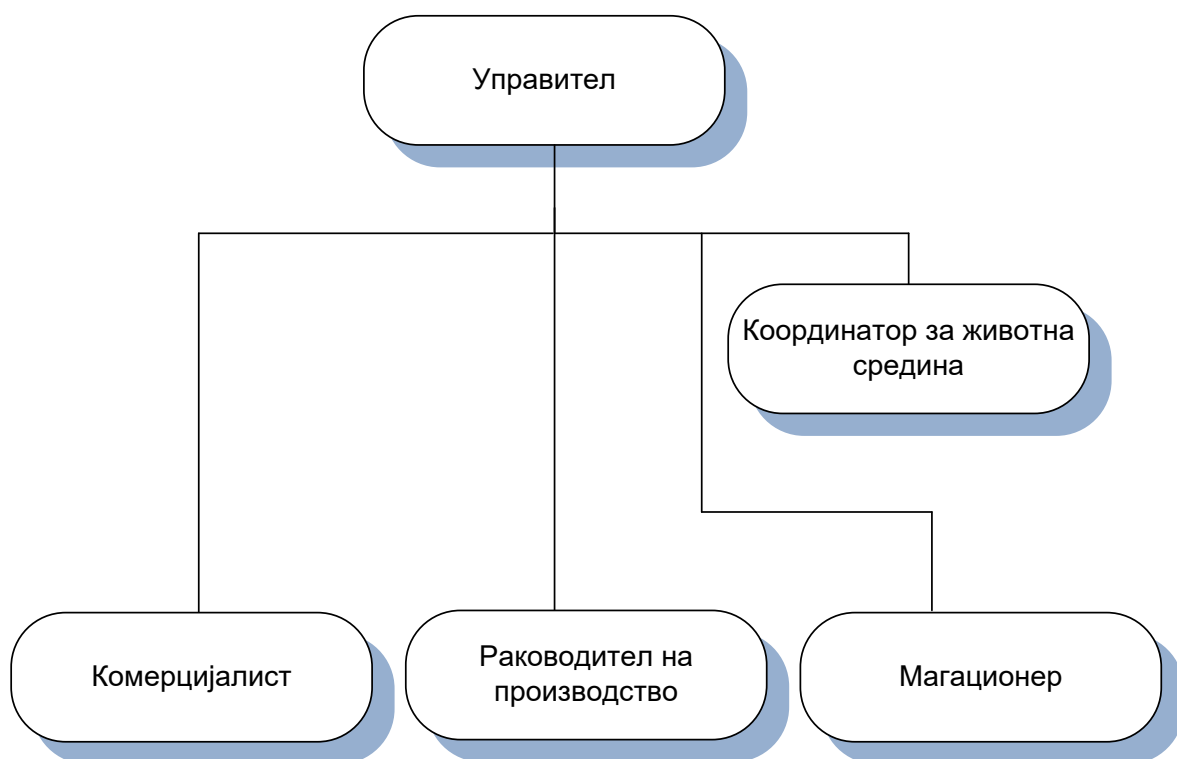 Управител
Координатор за животна
средина
Комерцијалист
Раководител на
производство
Магационер